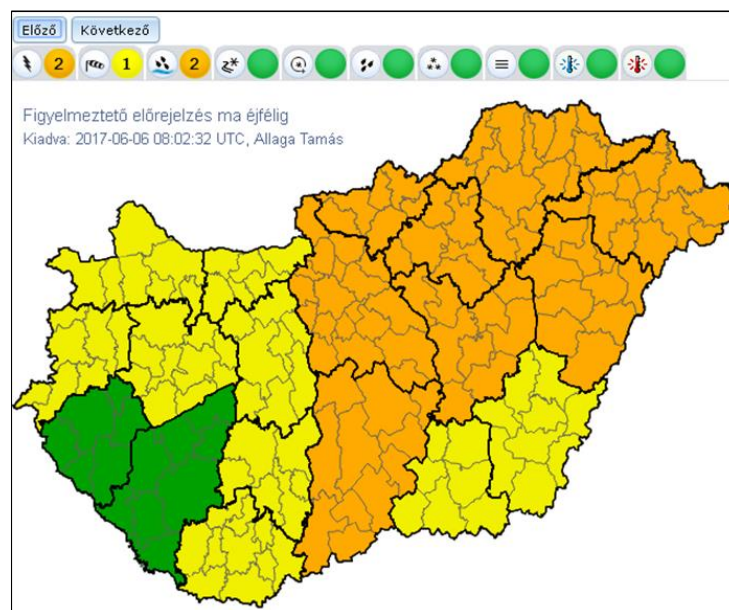 Előző Következő
2 1 2
Figyelmeztető előrejelzés ma éjfélig
Kiadva: 2017-06-06 08:02:32 UTC, Allaga Tamás